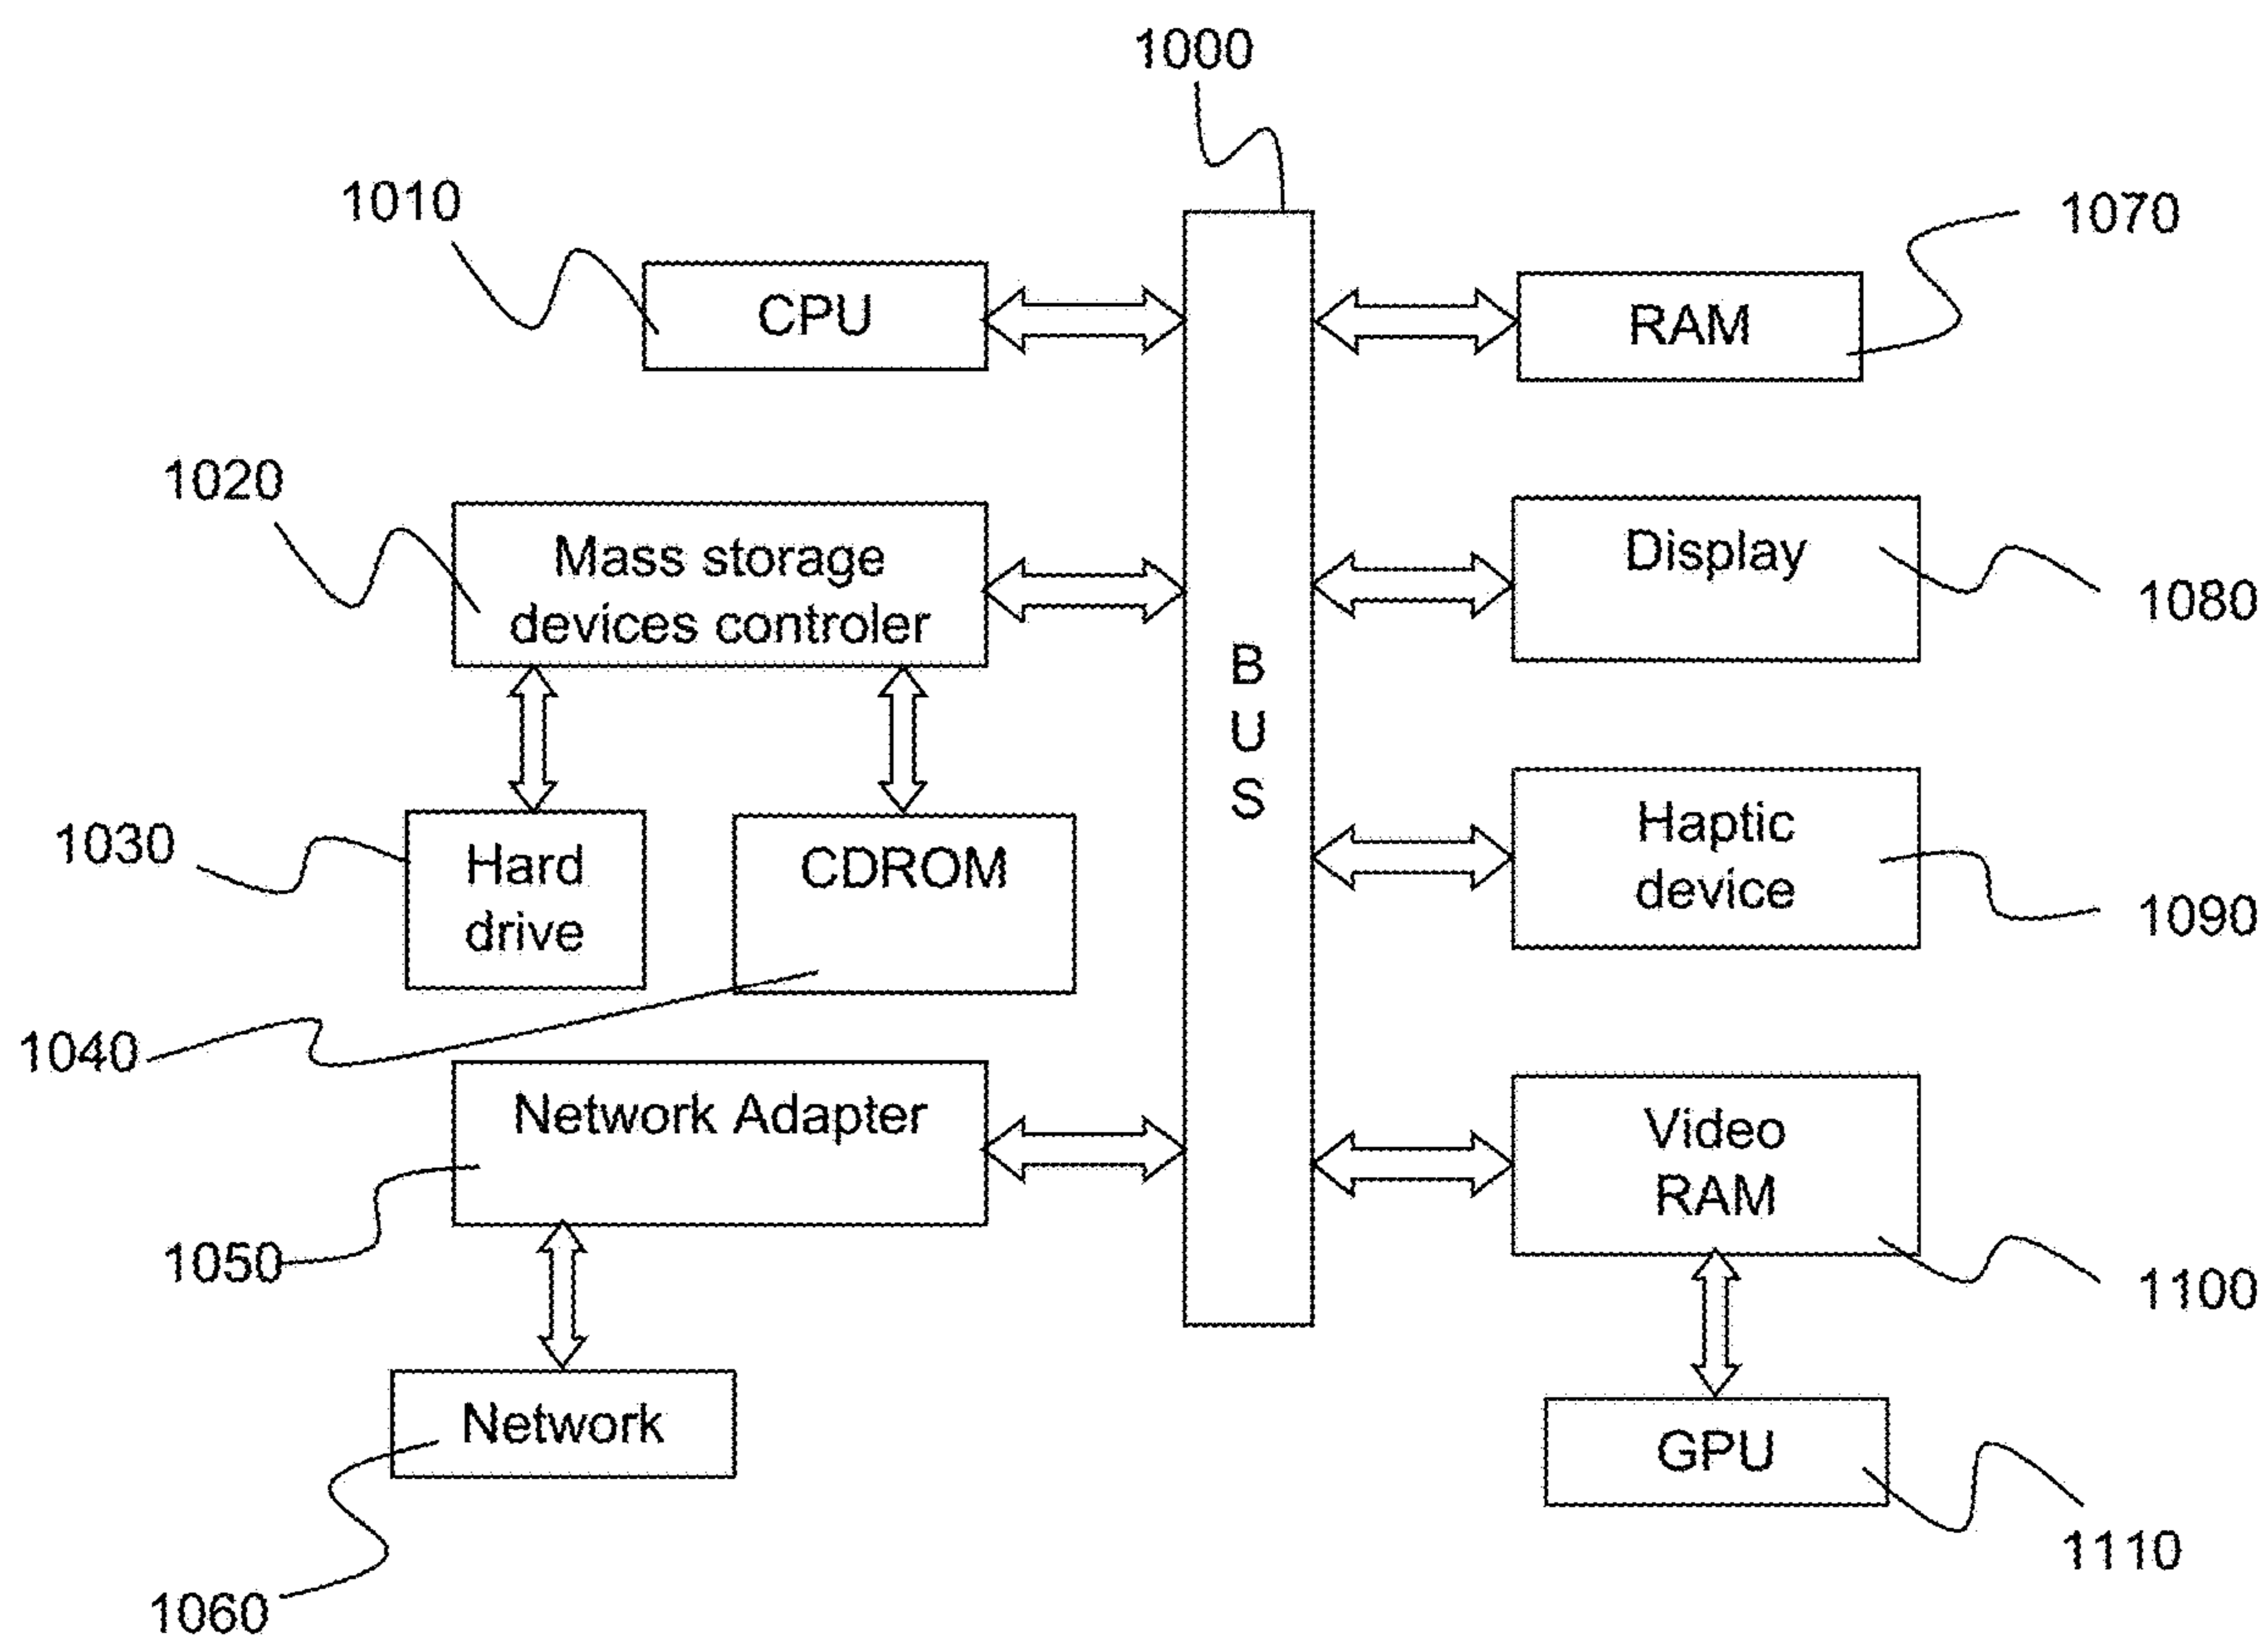 1000
1010
CPU
RAM
1070
1020
Mass storage
devices controler
Display
1080
B
U
S
1030
Hard
drive
CDROM
Haptic
device
1090
1040
Network Adapter
1050
Video
RAM
1100
Network
1060
GPU
1110